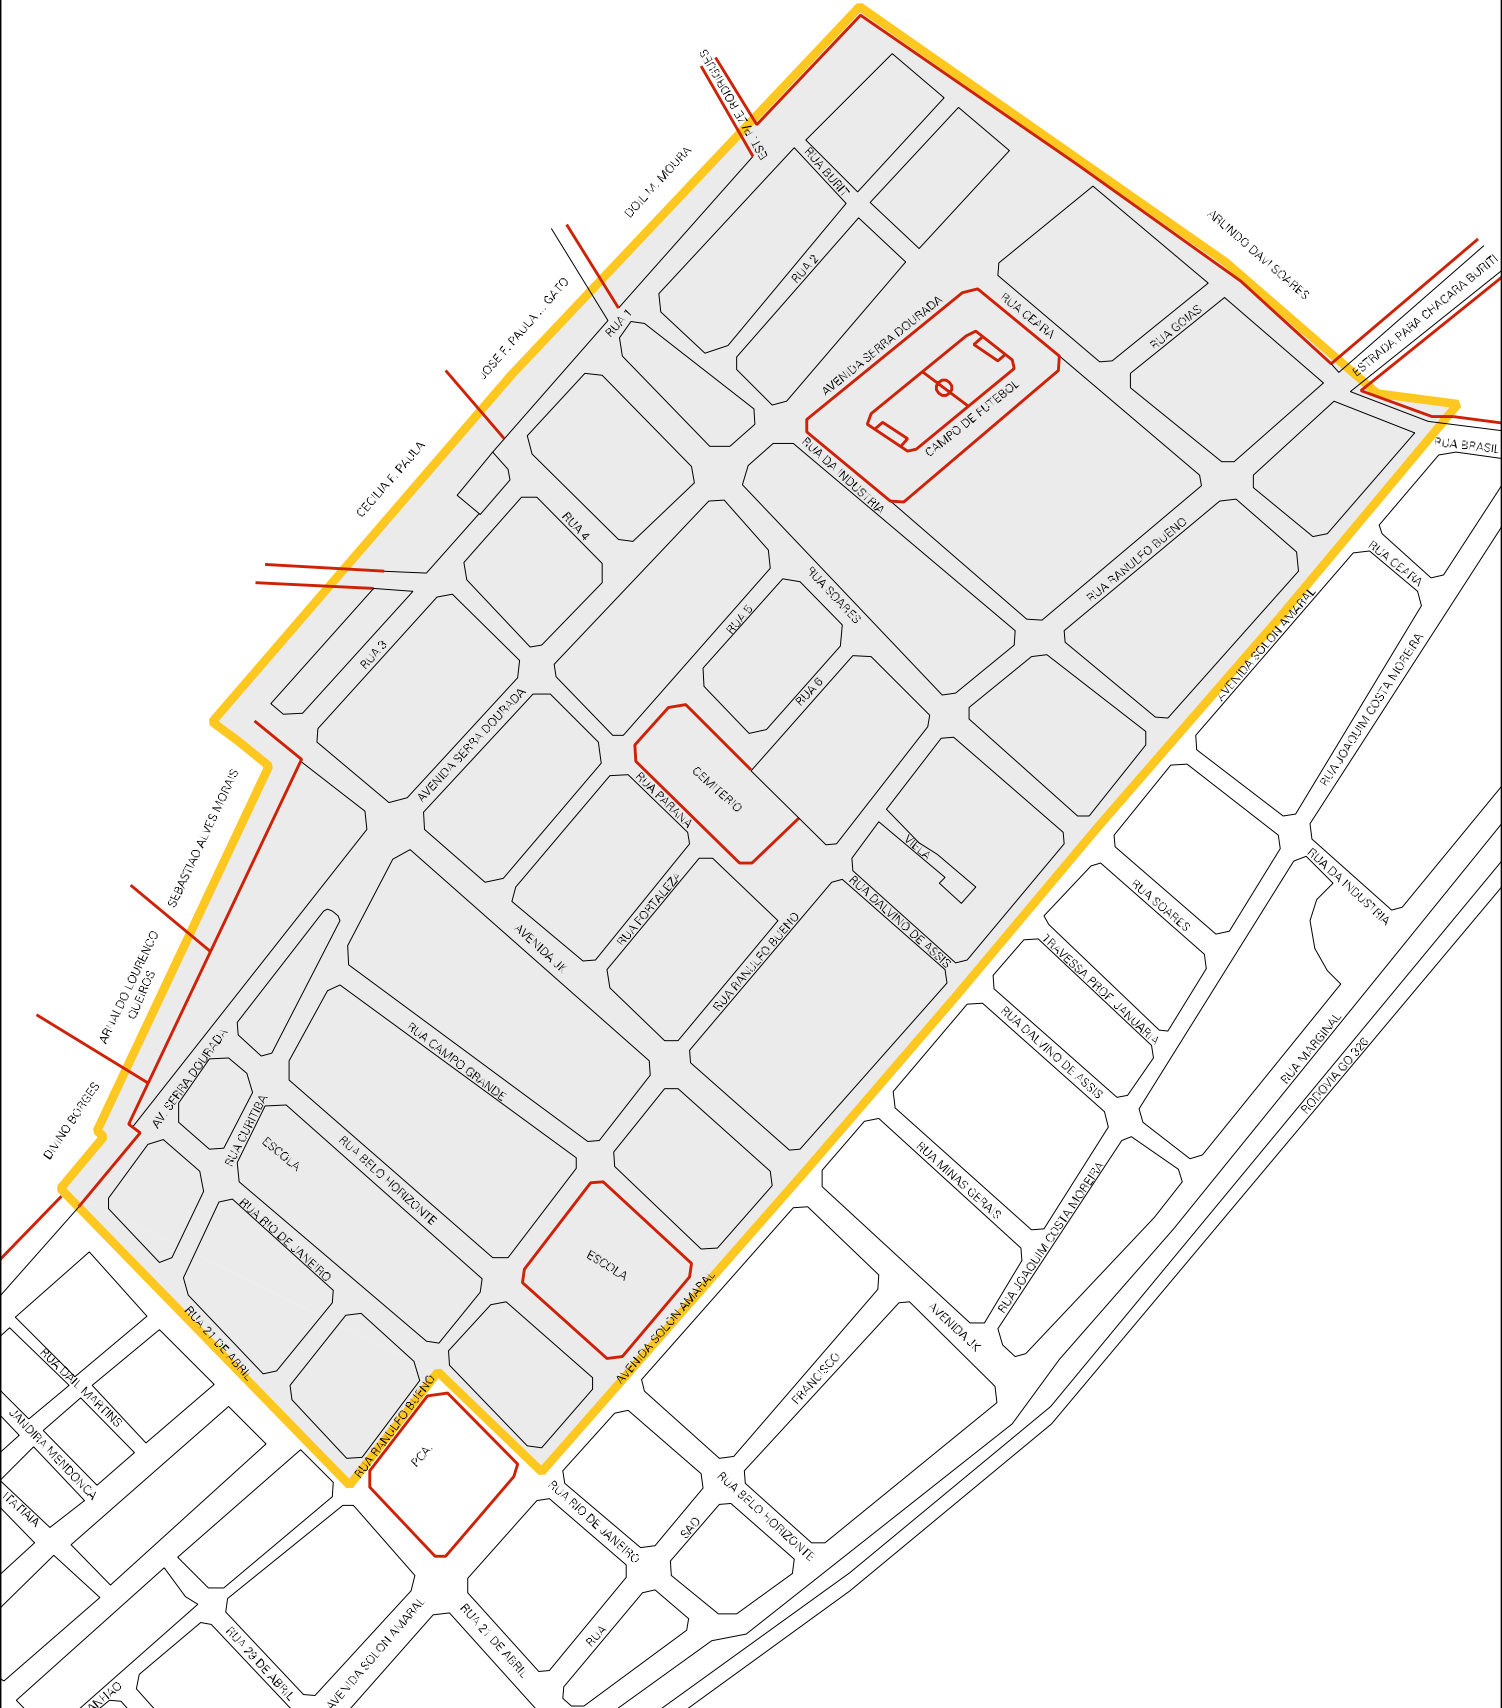 EST. P/ ZE RODRIGUES
DOIL M. MOURA
RUA BURITI
ARLINDO DAVI SOARES
ESTRADA PARA CHACARA BURITI
RUA 2
JOSE F. PAULA
GATO
RUA 1
AVENIDA SERRA DOURADA
RUA CEARA
RUA GOIAS
CAMPO DE FUTEBOL
RUA BRASIL
CECILIA F. PAULA
RUA DA INDUSTRIA
RUA 4
RUA RANULFO BUENO
RUA CEARA
RUA SOARES
RUA 5
AVENIDA SOLON AMARAL
RUA 3
RUA 6
RUA JOAQUIM COSTA MOREIRA
AVENIDA SERRA DOURADA
CEMITERIO
RUA PARANA
SEBASTIAO ALVES MORAIS
VILLA
RUA DA INDUSTRIA
RUA SOARES
RUA DALVINO DE ASSIS
RUA FORTALEZA
AVENIDA JK
RUA RANULFO BUENO
TRAVESSA PROF. JANUARIA
ARNALDO LOURENCO
QUEIROS
RUA DALVINO DE ASSIS
RUA CAMPO GRANDE
RUA MARGINAL
RODOVIA GO 326
AV. SERRA DOURADA
DIVINO BORGES
RUA CURITIBA
ESCOLA
RUA BELO HORIZONTE
RUA MINAS GERAIS
RUA JOAQUIM COSTA MOREIRA
RUA RIO DE JANEIRO
ESCOLA
AVENIDA SOLON AMARAL
AVENIDA JK
RUA 21 DE ABRIL
FRANCISCO
RUA DAIL MARTINS
RUA RANULFO BUENO
PCA.
JANDIRA MENDONCA
RUA BELO HORIZONTE
ITATIAIA
RUA RIO DE JANEIRO
SAO
RUA
RUA 21 DE ABRIL
AVENIDA SOLON AMARAL
RUA 29 DE ABRIL
ANHAO